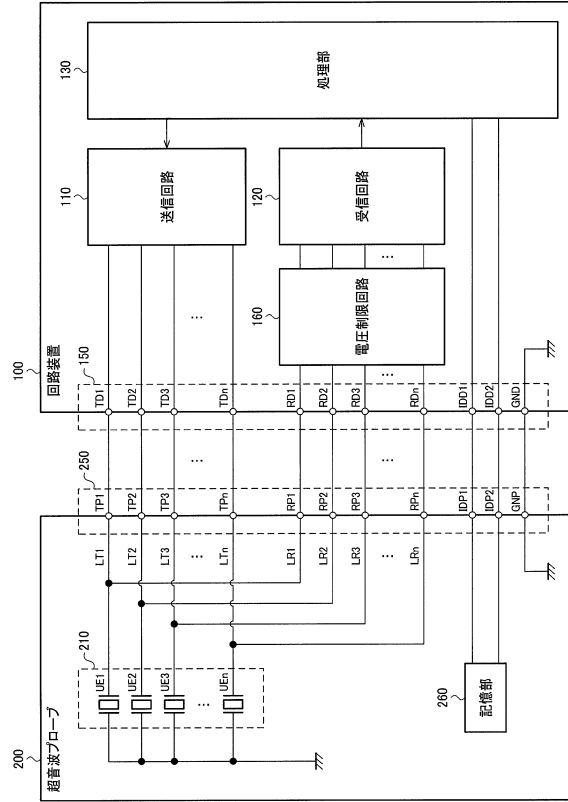 100
回路装置
130
処理部
110
送信回路
120
受信回路
160
電圧制限回路
...
...
...
...
150
TD1
TD2
TD3
TDn
RD1
RD2
RD3
RDn
IDD1
IDD2
GND
...
...
250
TP1
TP2
TP3
TPn
RP1
RP2
RP3
RPn
IDP1
IDP2
GNP
LT1
LT2
LT3
...
LTn
LR1
LR2
LR3
...
LRn
210
UE1
UE2
UE3
...
UEn
260
記憶部
200
超音波プローブ